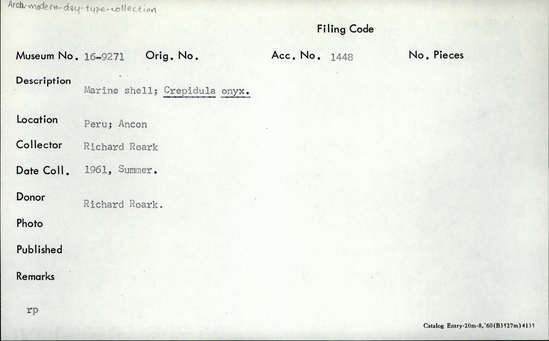 Arch-modern-day-type-collection
Filing Code
Museum No. 16-9271 Orig. No. Acc. No. 1448 No. Pieces
Description
Marine shell; Crepidula onyx.
Location Peru; Ancon
Collector Richard Roark
Date Coll. 1961, Summer.
Donor
Richard Roark.
Photo
Published
Remarks
rp
Catalog Entry-20m-8,'60(B3527m)4135